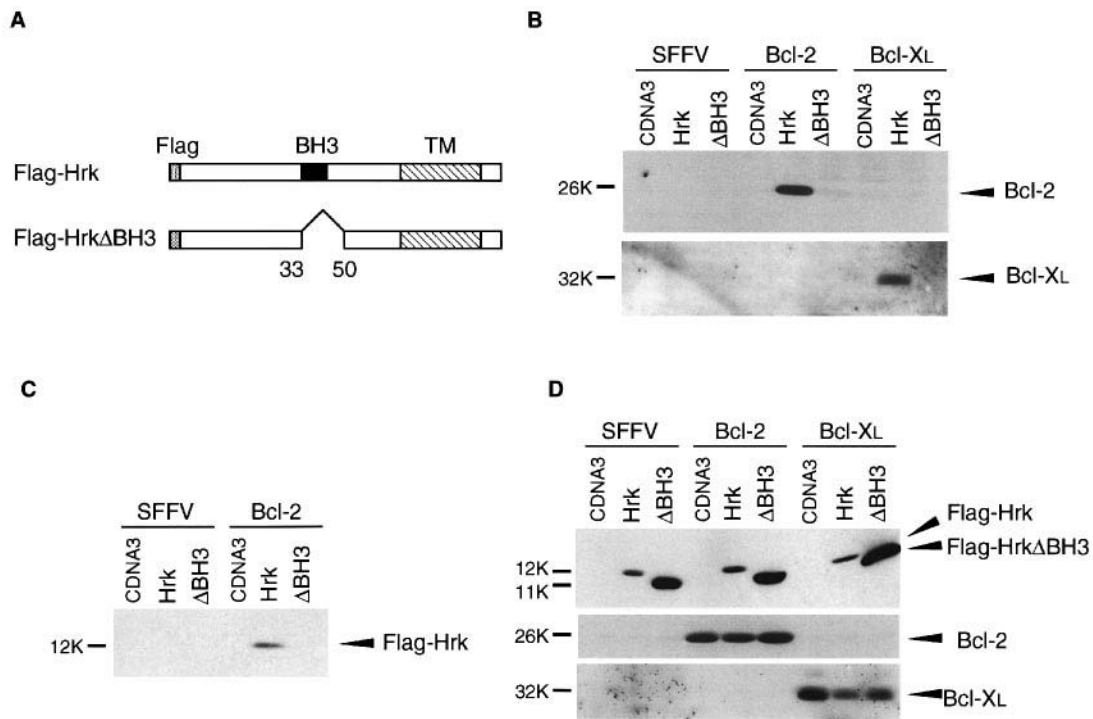 A
Flag BH3 TM
Flag-Hrk
Flag-HrkΔBH3
33 50
B
SFFV Bcl-2 Bcl-XL
CDNA3 Hrk ΔBH3 CDNA3 Hrk ΔBH3 CDNA3 Hrk ΔBH3
26K Bcl-2
32K Bcl-XL
C
SFFV Bcl-2
CDNA3 Hrk ΔBH3 CDNA3 Hrk ΔBH3
12K Flag-Hrk
D
SFFV Bcl-2 Bcl-XL
CDNA3 Hrk ΔBH3 CDNA3 Hrk ΔBH3 CDNA3 Hrk ΔBH3
Flag-Hrk
Flag-HrkΔBH3
12K
11K
26K Bcl-2
32K Bcl-XL